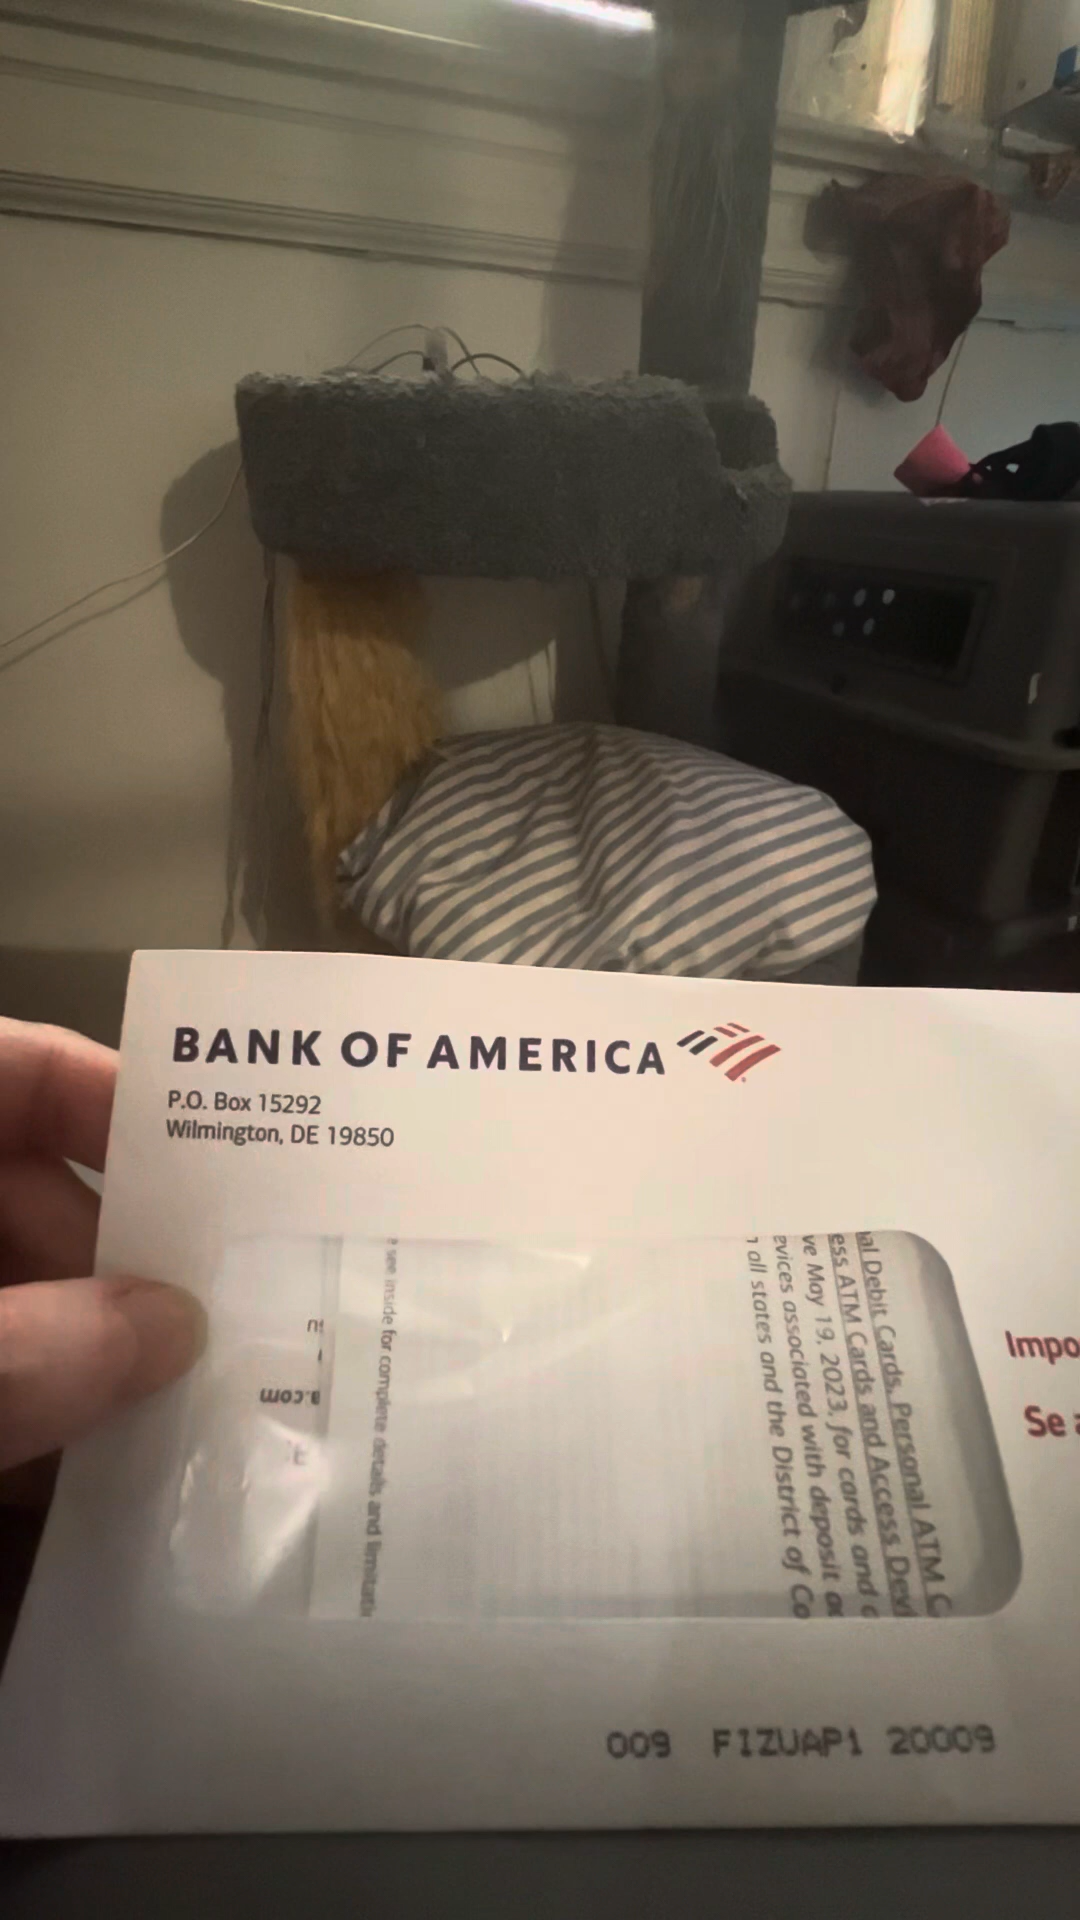 BANK OF AMERICA
P.O. Box 15292
Wilmington, DE 19850
al Debit Cards, Personal ATM C
ess ATM Cards and Access Devi
ve May 19, 2023, for cards and
evices associated with deposit
all states and the District of Co
see inside for complete details and limitati
a.com
Impo
Se
009 FIZUAP1 20009